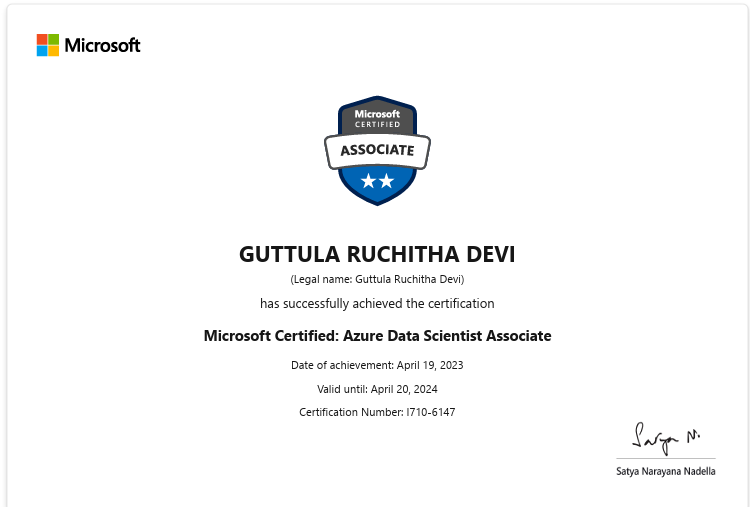 Microsoft
Microsoft
CERTIFIED
ASSOCIATE
GUTTULA RUCHITHA DEVI
(Legal name: Guttula Ruchitha Devi)
has successfully achieved the certification
Microsoft Certified: Azure Data Scientist Associate
Date of achievement: April 19, 2023
Valid until: April 20, 2024
Certification Number: I710-6147
Satya N.
Satya Narayana Nadella